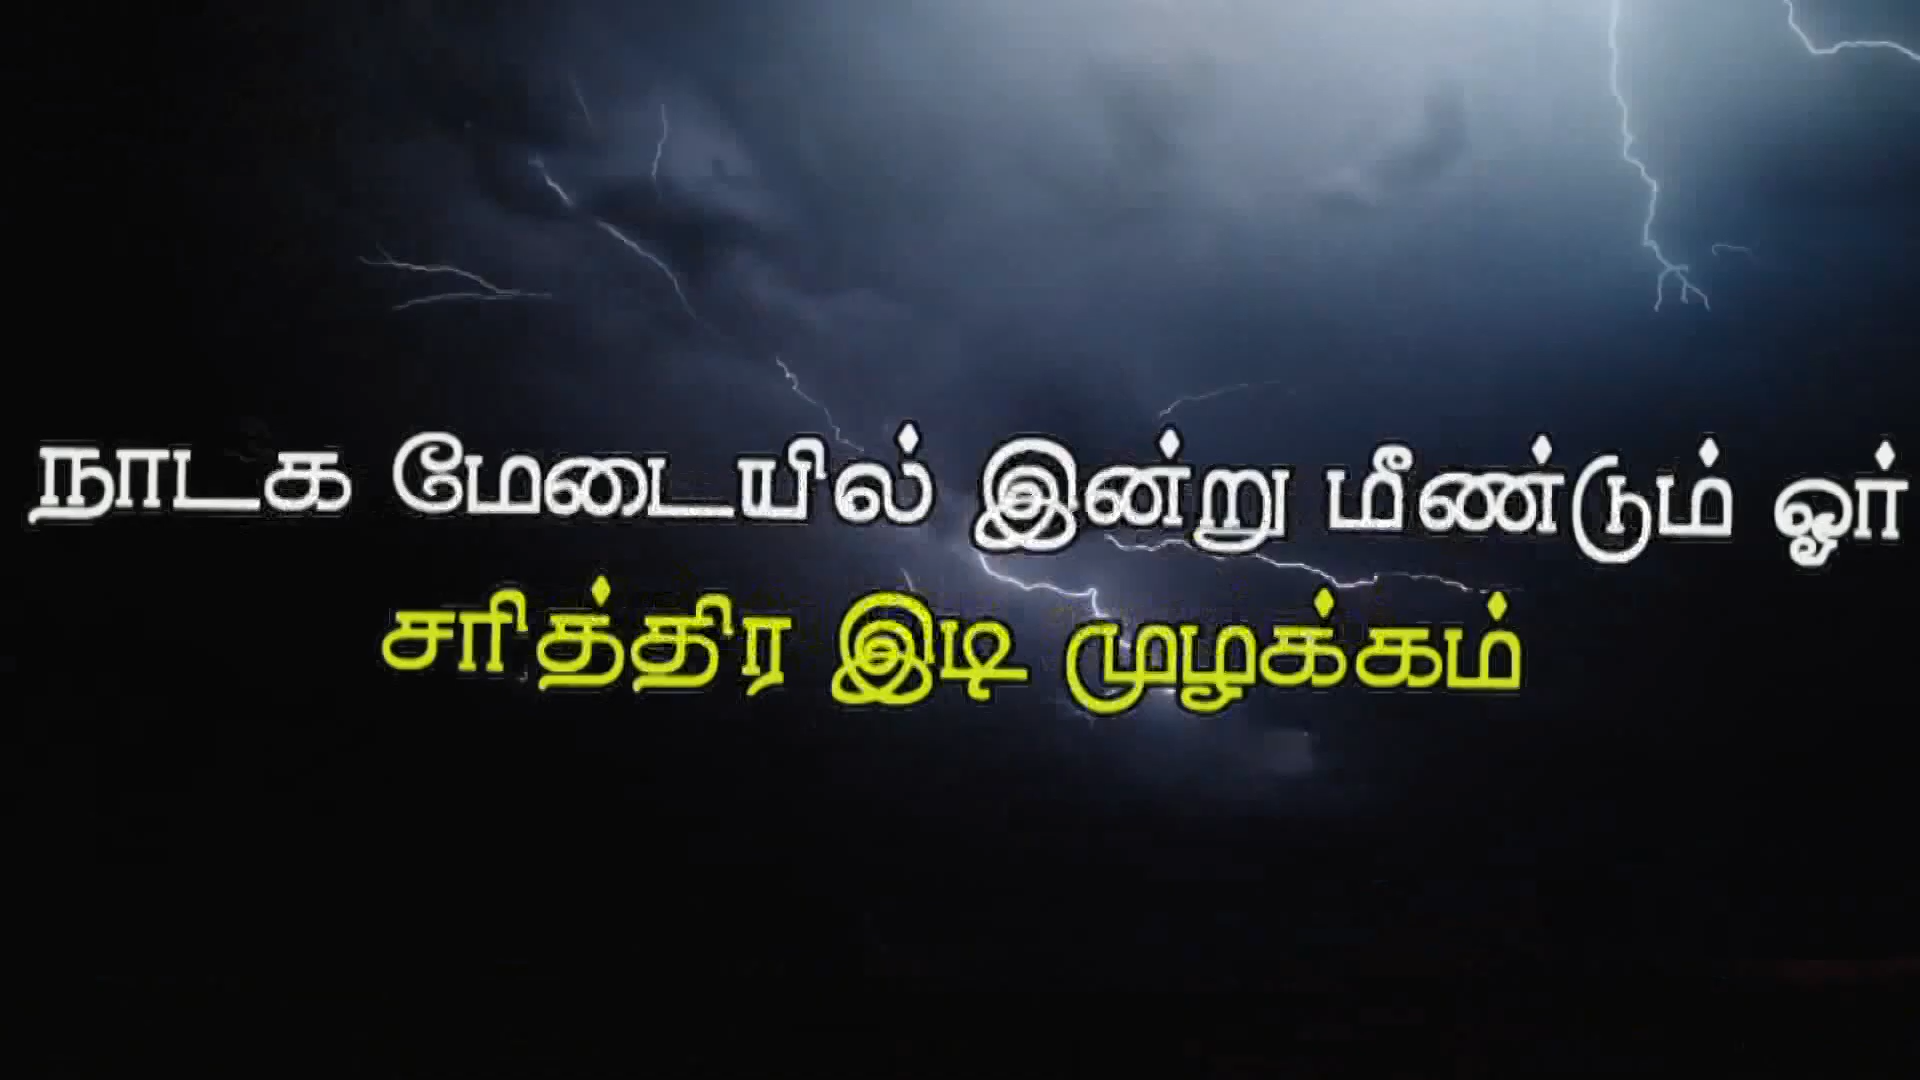 நாடக மேடையில் இன்று மீண்டும் ஓர்
சரித்திர இடி முழக்கம்